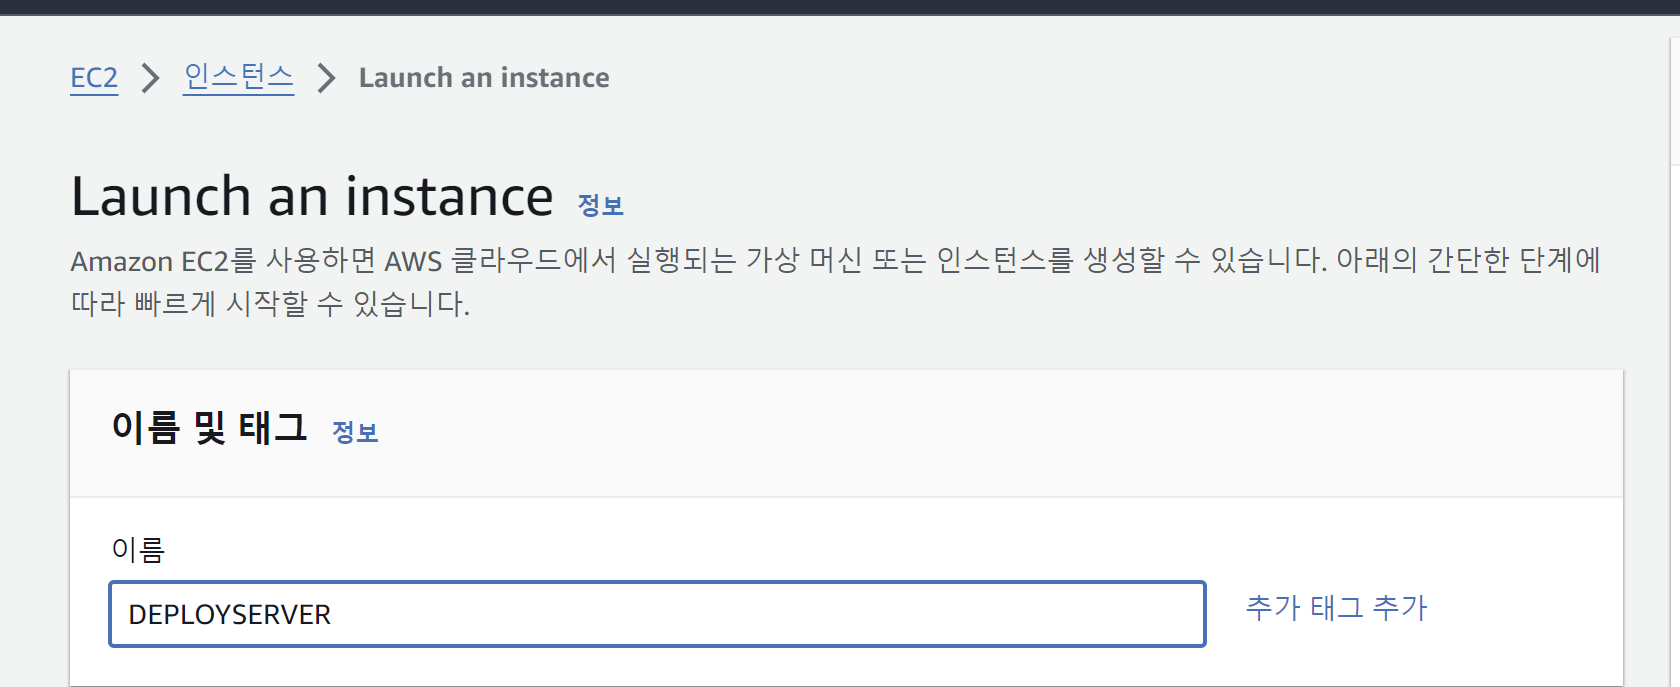 EC2 > 인스턴스 > Launch an instance
Launch an instance 정보
Amazon EC2를 사용하면 AWS 클라우드에서 실행되는 가상 머신 또는 인스턴스를 생성할 수 있습니다. 아래의 간단한 단계에
따라 빠르게 시작할 수 있습니다.
이름 및 태그 정보
이름
DEPLOYSERVER 추가 태그 추가